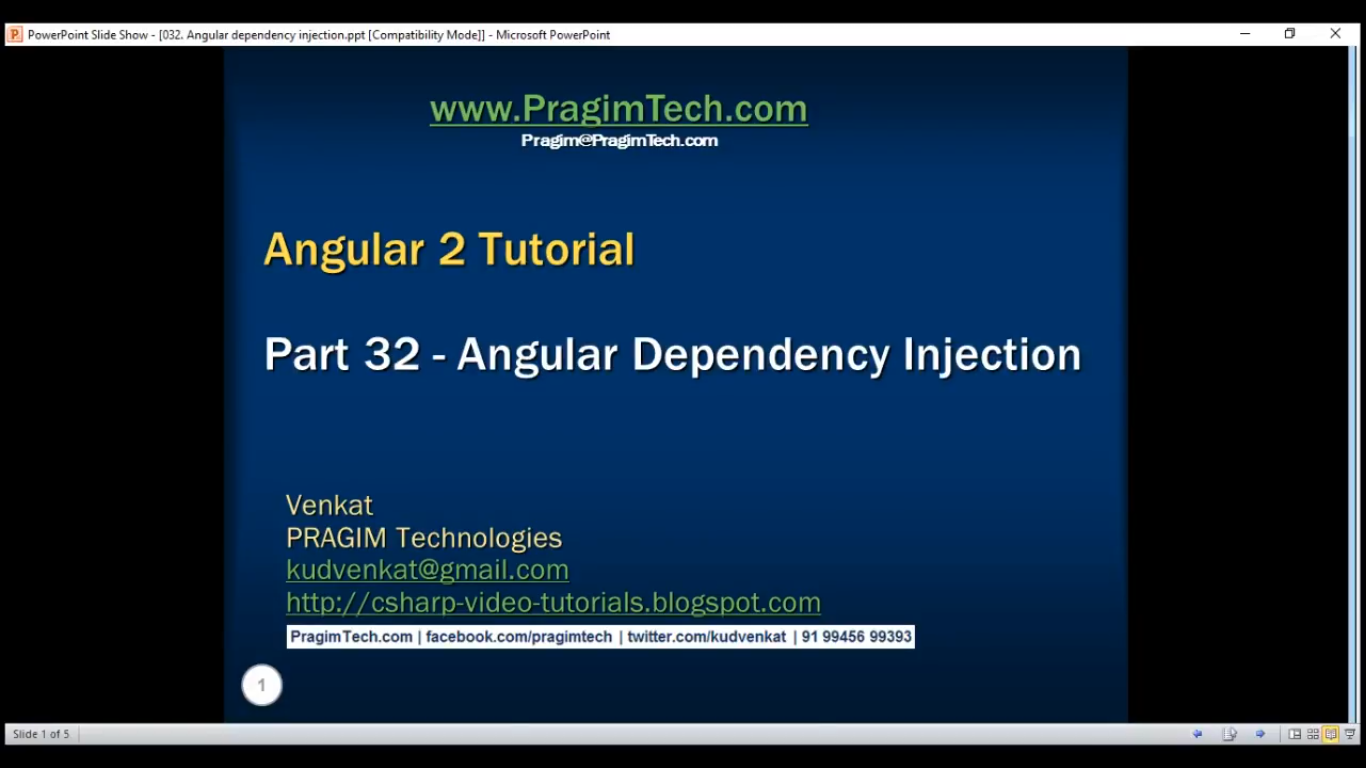 PowerPoint Slide Show - [032. Angular dependency injection.ppt [Compatibility Mode]] - Microsoft PowerPoint
www.PragimTech.com
Pragim@PragimTech.com
Angular 2 Tutorial
Part 32 - Angular Dependency Injection
Venkat
PRAGIM Technologies
kudvenkat@gmail.com
http://csharp-video-tutorials.blogspot.com
PragimTech.com | facebook.com/pragimtech | twitter.com/kudvenkat | 91 99456 99393
1
Slide 1 of 5